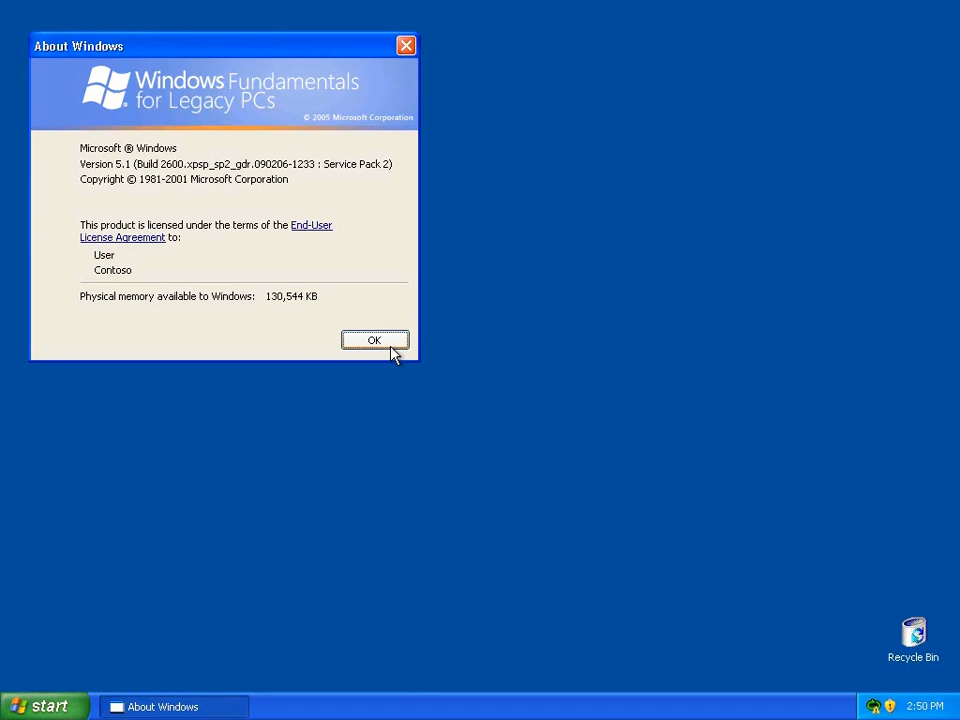 About Windows
Windows Fundamentals
for Legacy PCs
© 2005 Microsoft Corporation
Microsoft ® Windows
Version 5.1 (Build 2600.xpsp_sp2_gdr.090206-1233 : Service Pack 2)
Copyright © 1981-2001 Microsoft Corporation
This product is licensed under the terms of the End-User
License Agreement to:
User
Contoso
Physical memory available to Windows: 130,544 KB
OK
Recycle Bin
start
About Windows
2:50 PM